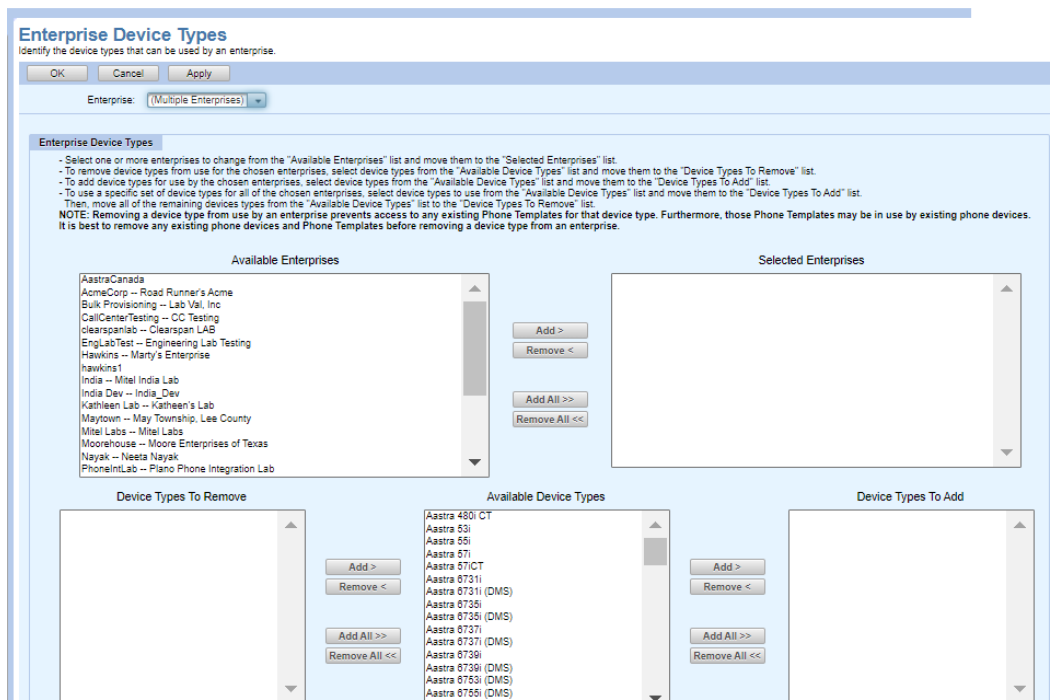 Enterprise Device Types
Identify the device types that can be used by an enterprise.
OK Cancel Apply
Enterprise: (Multiple Enterprises)
Enterprise Device Types
- Select one or more enterprises to change from the "Available Enterprises" list and move them to the "Selected Enterprises" list.
- To remove device types from use for the chosen enterprises, select device types from the "Available Device Types" list and move them to the "Device Types To Remove" list.
- To add device types for use by the chosen enterprises, select device types from the "Available Device Types" list and move them to the "Device Types To Add" list.
- To use a specific set of device types for all of the chosen enterprises, select device types to use from the "Available Device Types" list and move them to the "Device Types To Add" list.
Then, move all of the remaining devices types from the "Available Device Types" list to the "Device Types To Remove" list.
NOTE: Removing a device type from use by an enterprise prevents access to any existing Phone Templates for that device type. Furthermore, those Phone Templates may be in use by existing phone devices.
It is best to remove any existing phone devices and Phone Templates before removing a device type from an enterprise.
Available Enterprises
AastraCanada
AcmeCorp -- Road Runner's Acme
Bulk Provisioning -- Lab Val, Inc
CallCenterTesting -- CC Testing
clearspanlab -- Clearspan LAB
EngLabTest -- Engineering Lab Testing
Hawkins -- Marty's Enterprise
hawkins1
India -- Mitel India Lab
India Dev -- India_Dev
Kathleen Lab -- Katheen's Lab
Maytown -- May Township, Lee County
Mitel Labs -- Mitel Labs
Moorehouse -- Moore Enterprises of Texas
Nayak -- Neeta Nayak
PhoneIntLab -- Plano Phone Integration Lab
Add >
Remove <
Add All >>
Remove All <<
Selected Enterprises
Device Types To Remove
Add >
Remove <
Add All >>
Remove All <<
Available Device Types
Aastra 480i CT
Aastra 53i
Aastra 55i
Aastra 57i
Aastra 57iCT
Aastra 6731i
Aastra 6731i (DMS)
Aastra 6735i
Aastra 6735i (DMS)
Aastra 6737i
Aastra 6737i (DMS)
Aastra 6739i
Aastra 6739i (DMS)
Aastra 6753i (DMS)
Aastra 6755i (DMS)
Add >
Remove <
Add All >>
Remove All <<
Device Types To Add